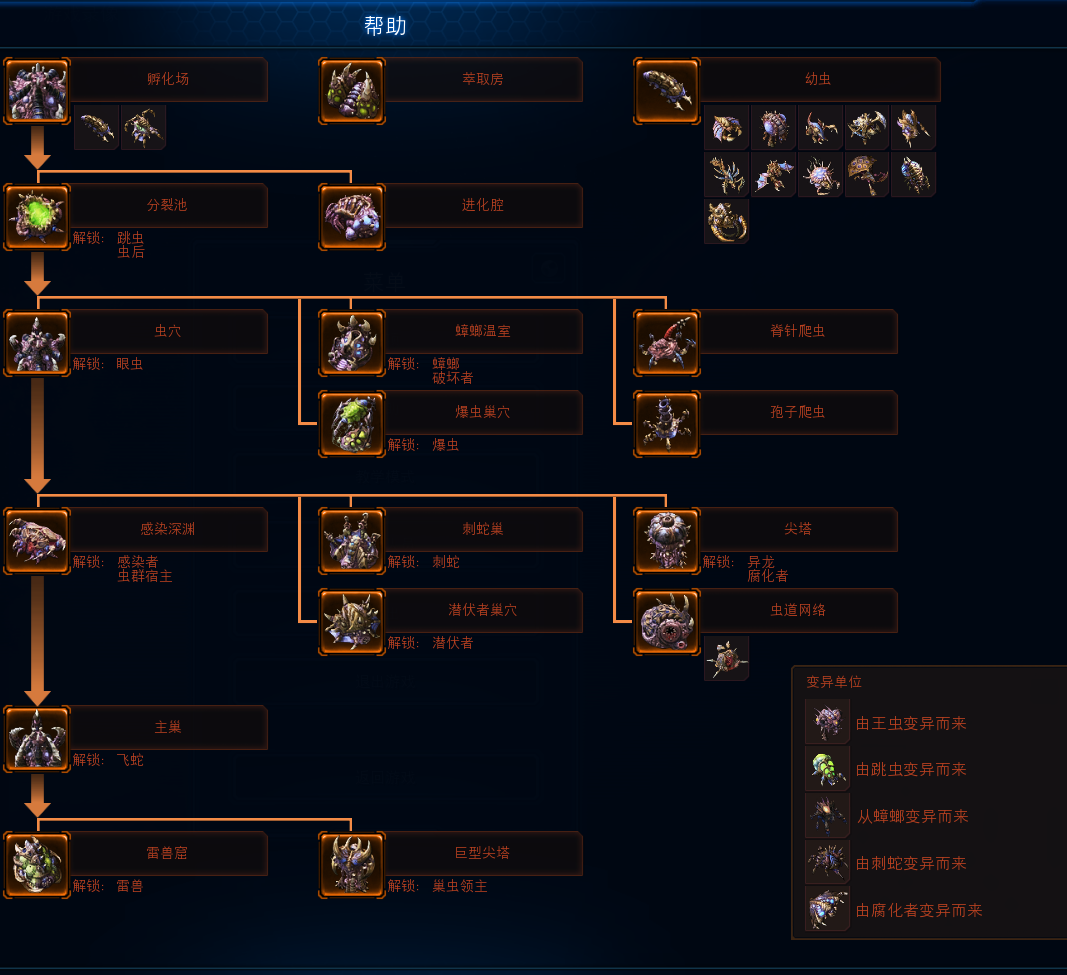 帮助
孵化场
萃取房
幼虫
分裂池
解锁: 跳虫
虫后
进化腔
虫穴
解锁: 眼虫
蟑螂温室
解锁: 蟑螂
破坏者
脊针爬虫
爆虫巢穴
解锁: 爆虫
孢子爬虫
感染深渊
解锁: 感染者
虫群宿主
刺蛇巢
解锁: 刺蛇
尖塔
解锁: 异龙
腐化者
潜伏者巢穴
解锁: 潜伏者
虫道网络
主巢
解锁: 飞蛇
雷兽窟
解锁: 雷兽
巨型尖塔
解锁: 巢虫领主
变异单位
由王虫变异而来
由跳虫变异而来
从蟑螂变异而来
由刺蛇变异而来
由腐化者变异而来